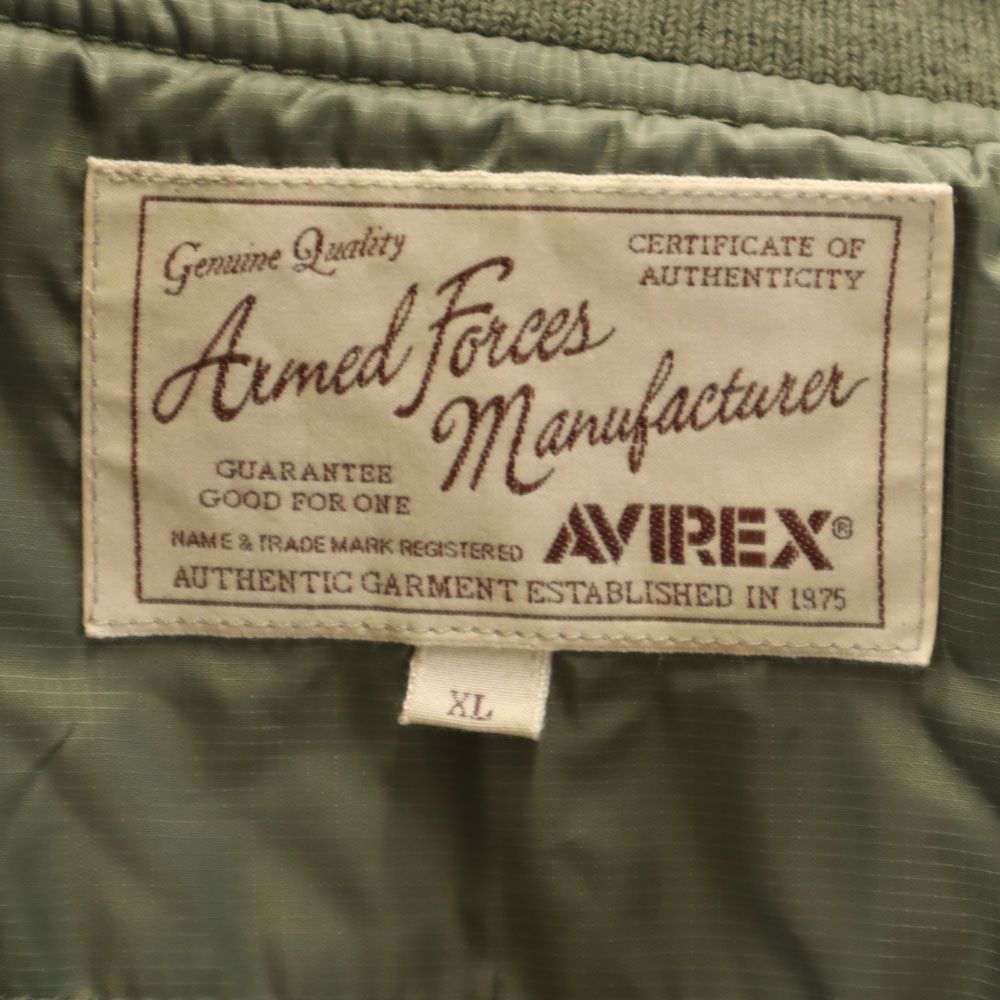 Genuine Quality
CERTIFICATE OF
AUTHENTICITY
Armed Forces
Manufacturer
GUARANTEE
GOOD FOR ONE
NAME & TRADE MARK REGISTERED
AVIREX®
AUTHENTIC GARMENT ESTABLISHED IN 1975
XL